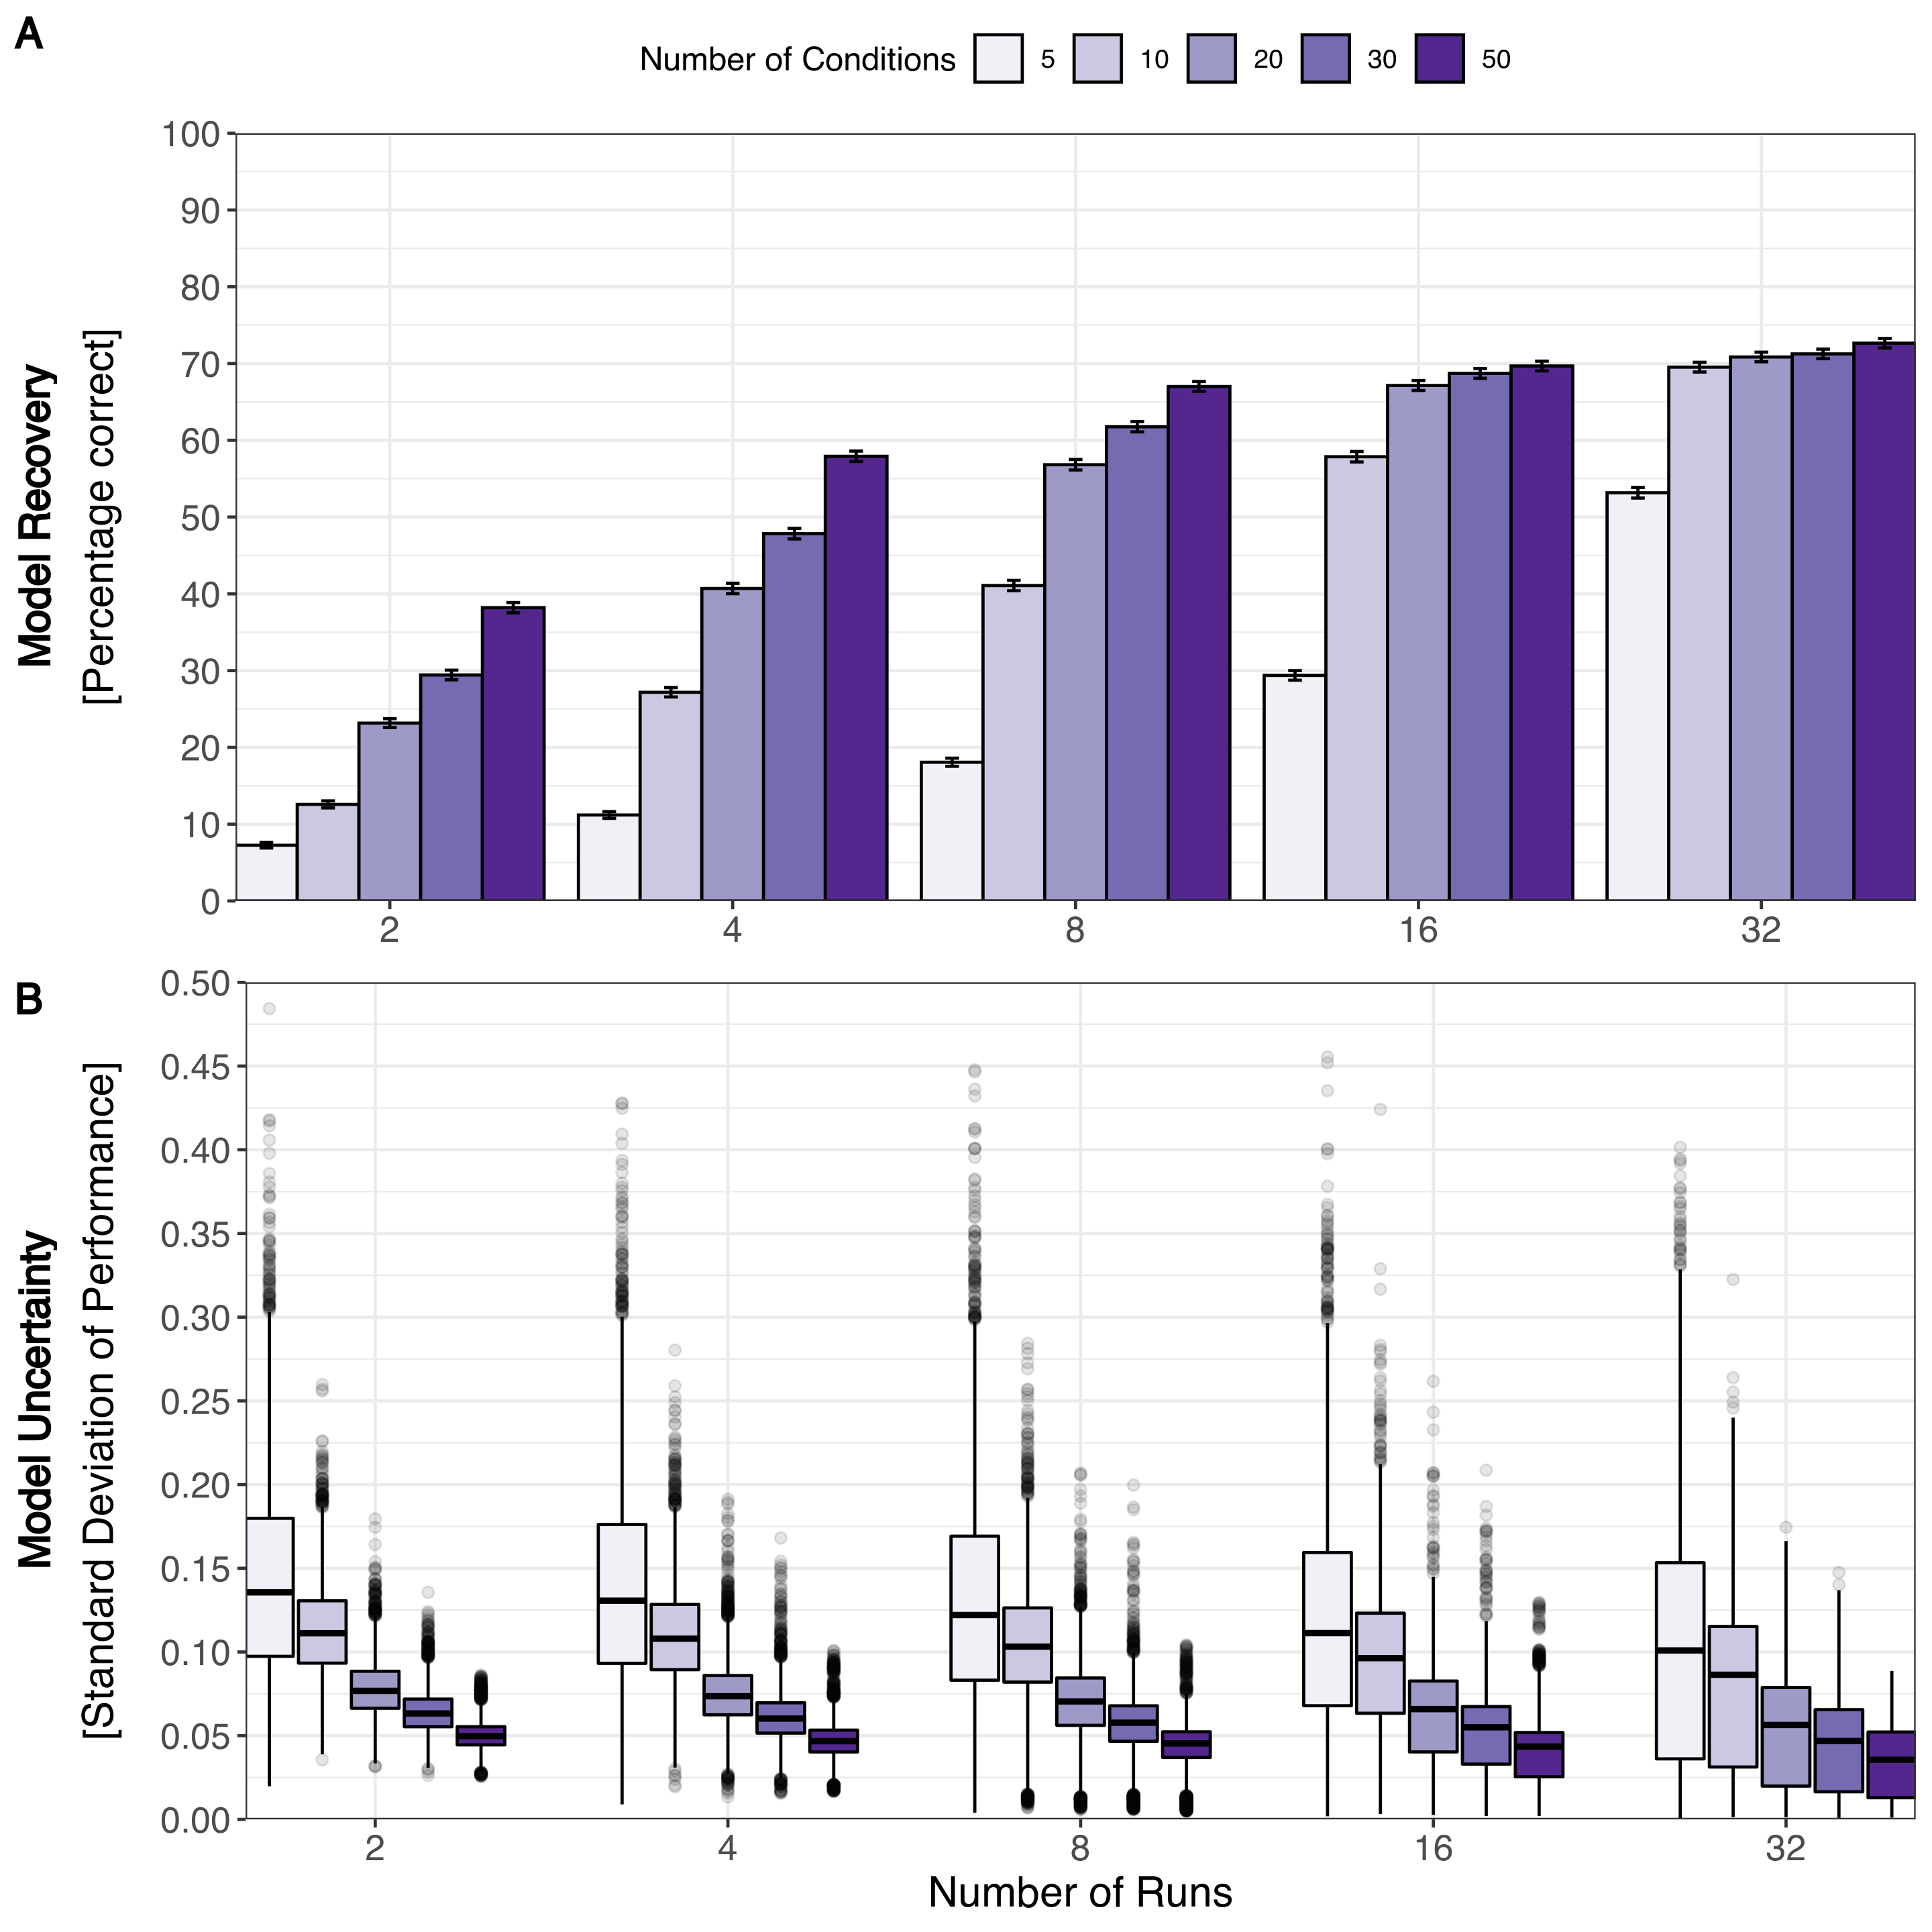 A
Number of Conditions 5 10 20 30 50
Model Recovery
[Percentage correct]
100
90
80
70
60
50
40
30
20
10
0
2 4 8 16 32
B
Model Uncertainty
[Standard Deviation of Performance]
0.50
0.45
0.40
0.35
0.30
0.25
0.20
0.15
0.10
0.05
0.00
2 4 8 16 32
Number of Runs